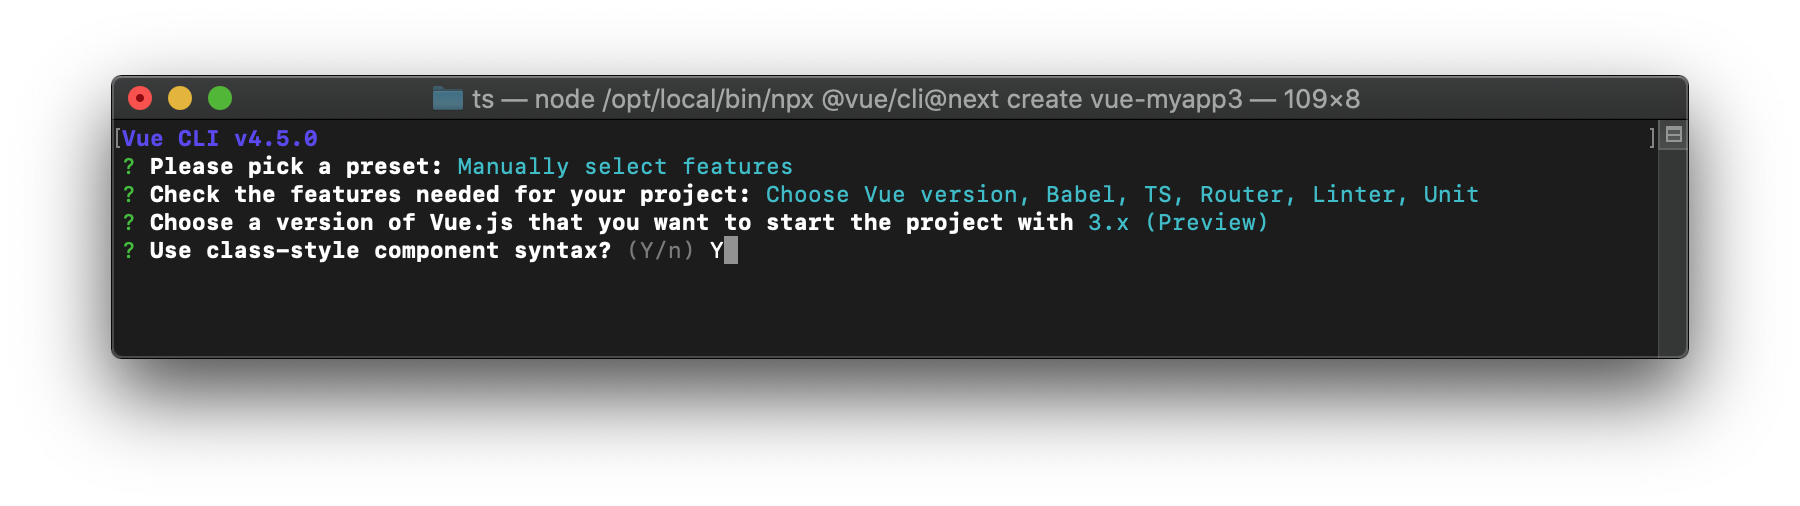 ts — node /opt/local/bin/npx @vue/cli@next create vue-myapp3 — 109×8
[Vue CLI v4.5.0 ]
? Please pick a preset: Manually select features
? Check the features needed for your project: Choose Vue version, Babel, TS, Router, Linter, Unit
? Choose a version of Vue.js that you want to start the project with 3.x (Preview)
? Use class-style component syntax? (Y/n) Y